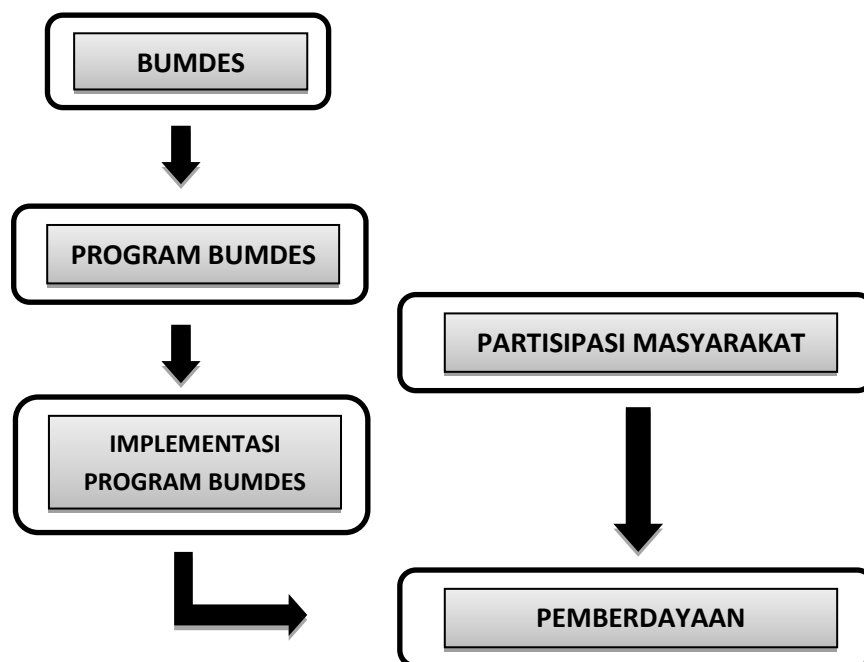 BUMDES
PROGRAM BUMDES
PARTISIPASI MASYARAKAT
IMPLEMENTASI
PROGRAM BUMDES
PEMBERDAYAAN